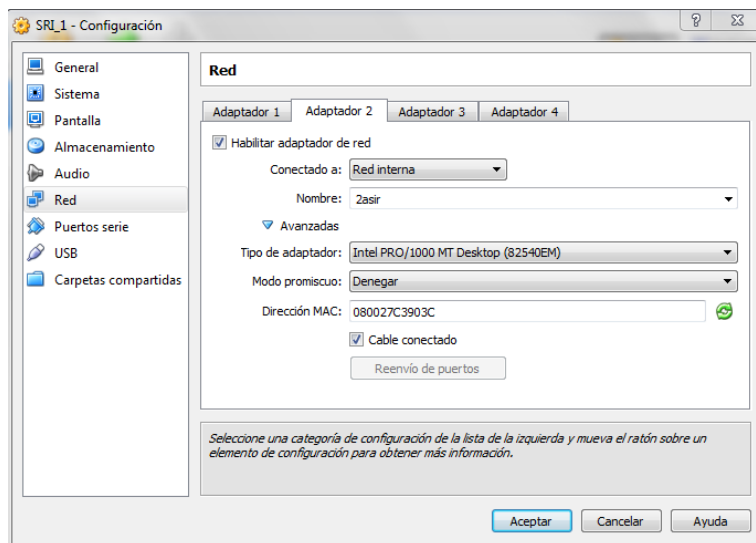 SRI_1 - Configuración
General
Sistema
Pantalla
Almacenamiento
Audio
Red
Puertos serie
USB
Carpetas compartidas
Red
Adaptador 1 Adaptador 2 Adaptador 3 Adaptador 4
Habilitar adaptador de red
Conectado a: Red interna
Nombre: 2asir
Avanzadas
Tipo de adaptador: Intel PRO/1000 MT Desktop (82540EM)
Modo promiscuo: Denegar
Dirección MAC: 080027C3903C
Cable conectado
Reenvío de puertos
Seleccione una categoría de configuración de la lista de la izquierda y mueva el ratón sobre un
elemento de configuración para obtener más información.
Aceptar Cancelar Ayuda